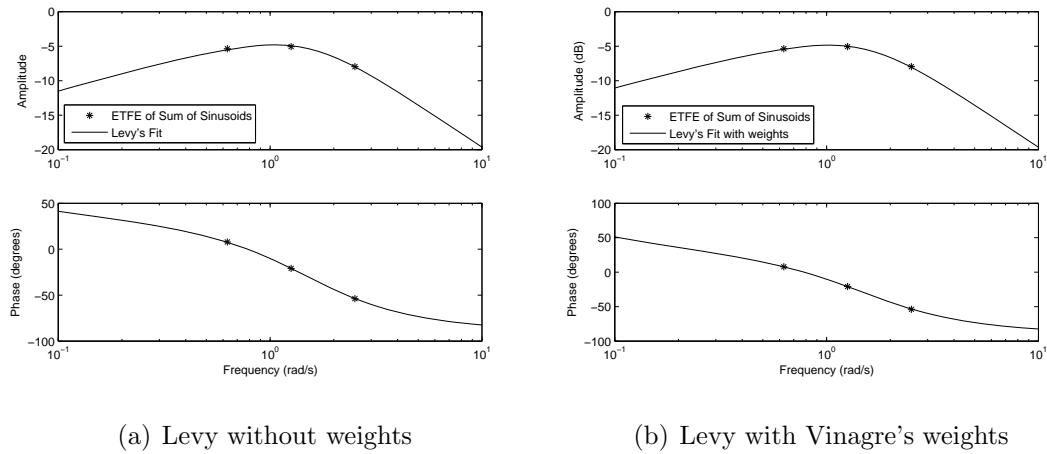 0
−5
−10
−15
−20
Amplitude
ETFE of Sum of Sinusoids
Levy's Fit
10^−1
10^0
10^1
50
0
−50
−100
Phase (degrees)
10^−1
10^0
10^1
Frequency (rad/s)
(a) Levy without weights
0
−5
−10
−15
−20
Amplitude (dB)
ETFE of Sum of Sinusoids
Levy's Fit with weights
10^−1
10^0
10^1
100
50
0
−50
−100
Phase (degrees)
10^−1
10^0
10^1
Frequency (rad/s)
(b) Levy with Vinagre's weights